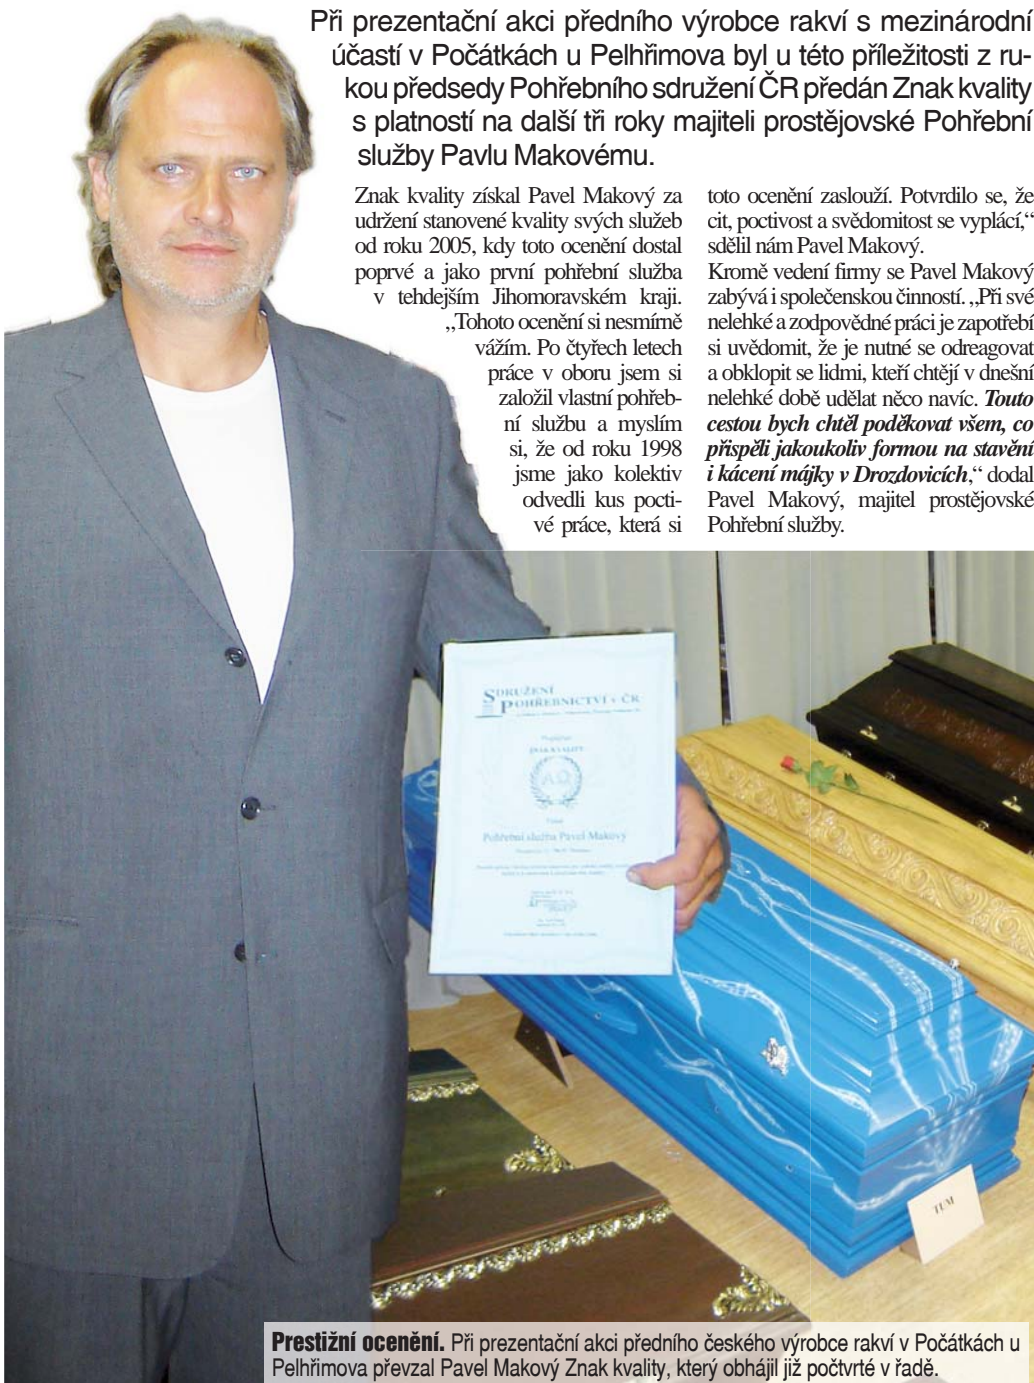 Při prezentační akci předního výrobce rakví s mezinárodní
účastí v Počátkách u Pelhřimova byl u této příležitosti z ru-
kou předsedy Pohřebního sdružení ČR předán Znak kvality
s platností na další tři roky majiteli prostějovské Pohřební
služby Pavlu Makovému.
Znak kvality získal Pavel Makový za
udržení stanovené kvality svých služeb
od roku 2005, kdy toto ocenění dostal
poprvé a jako první pohřební služba
v tehdejším Jihomoravském kraji.
„Tohoto ocenění si nesmírně
vážím. Po čtyřech letech
práce v oboru jsem si
založil vlastní pohřeb-
ní službu a myslím
si, že od roku 1998
jsme jako kolektiv
odvedli kus pocti-
vé práce, která si
toto ocenění zaslouží. Potvrdilo se, že
cit, poctivost a svědomitost se vyplácí,“
sdělil nám Pavel Makový.
Kromě vedení firmy se Pavel Makový
zabývá i společenskou činností. „Při své
nelehké a zodpovědné práci je zapotřebí
si uvědomit, že je nutné se odreagovat
a obklopit se lidmi, kteří chtějí v dnešní
nelehké době udělat něco navíc. Touto
cestou bych chtěl poděkovat všem, co
přispěli jakoukoliv formou na stavění
i kácení májky v Drozdovicích,“ dodal
Pavel Makový, majitel prostějovské
Pohřební služby.
SDRUŽENÍ
POHŘEBNICTVÍ v ČR
ZNAK KVALITY
Pohřební služba Pavel Makový
TUM
Prestižní ocenění. Při prezentační akci předního českého výrobce rakví v Počátkách u
Pelhřimova převzal Pavel Makový Znak kvality, který obhájil již počtvrté v řadě.